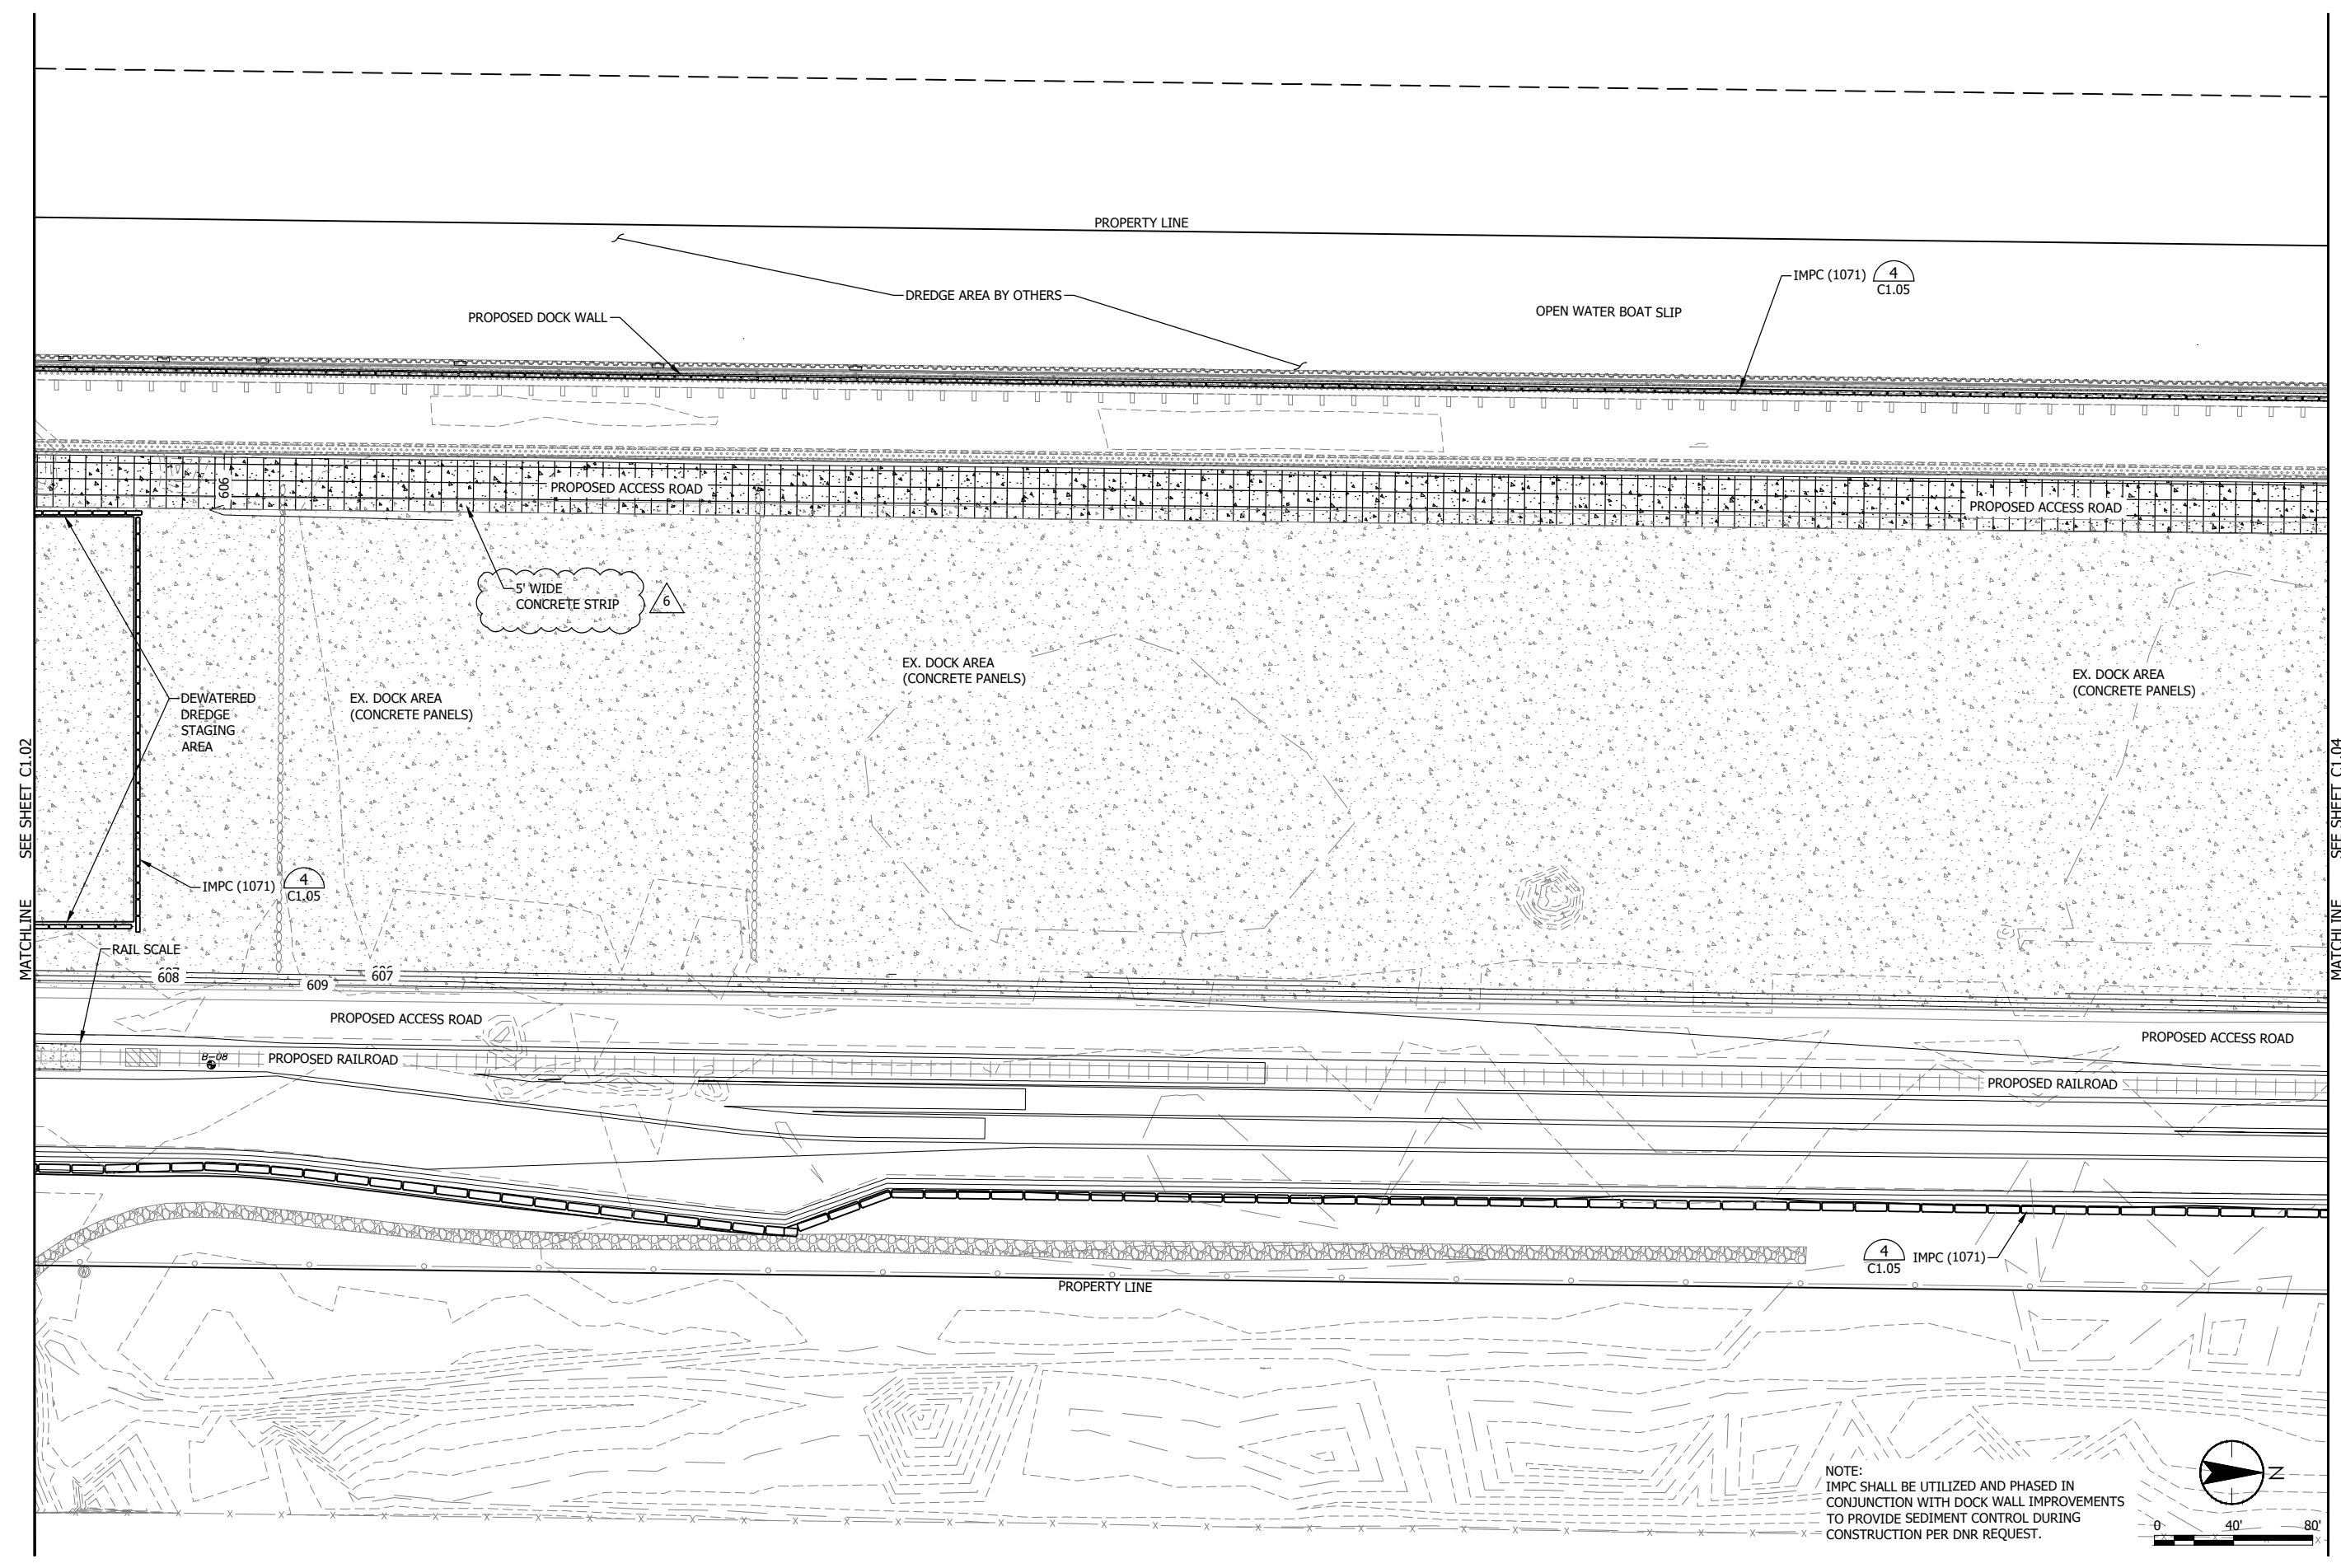 PROPERTY LINE
IMPC (1071)
4
C1.05
DREDGE AREA BY OTHERS
OPEN WATER BOAT SLIP
PROPOSED DOCK WALL
606
PROPOSED ACCESS ROAD
PROPOSED ACCESS ROAD
5' WIDE
CONCRETE STRIP
6
EX. DOCK AREA
(CONCRETE PANELS)
EX. DOCK AREA
(CONCRETE PANELS)
EX. DOCK AREA
(CONCRETE PANELS)
DEWATERED
DREDGE
STAGING
AREA
MATCHLINE SEE SHEET C1.02
MATCHLINE SEE SHEET C1.04
IMPC (1071)
4
C1.05
RAIL SCALE
608
609
607
PROPOSED ACCESS ROAD
PROPOSED ACCESS ROAD
B-08
PROPOSED RAILROAD
PROPOSED RAILROAD
4
C1.05
IMPC (1071)
W
PROPERTY LINE
NOTE:
IMPC SHALL BE UTILIZED AND PHASED IN
CONJUNCTION WITH DOCK WALL IMPROVEMENTS
TO PROVIDE SEDIMENT CONTROL DURING
CONSTRUCTION PER DNR REQUEST.
N
0 40' 80'